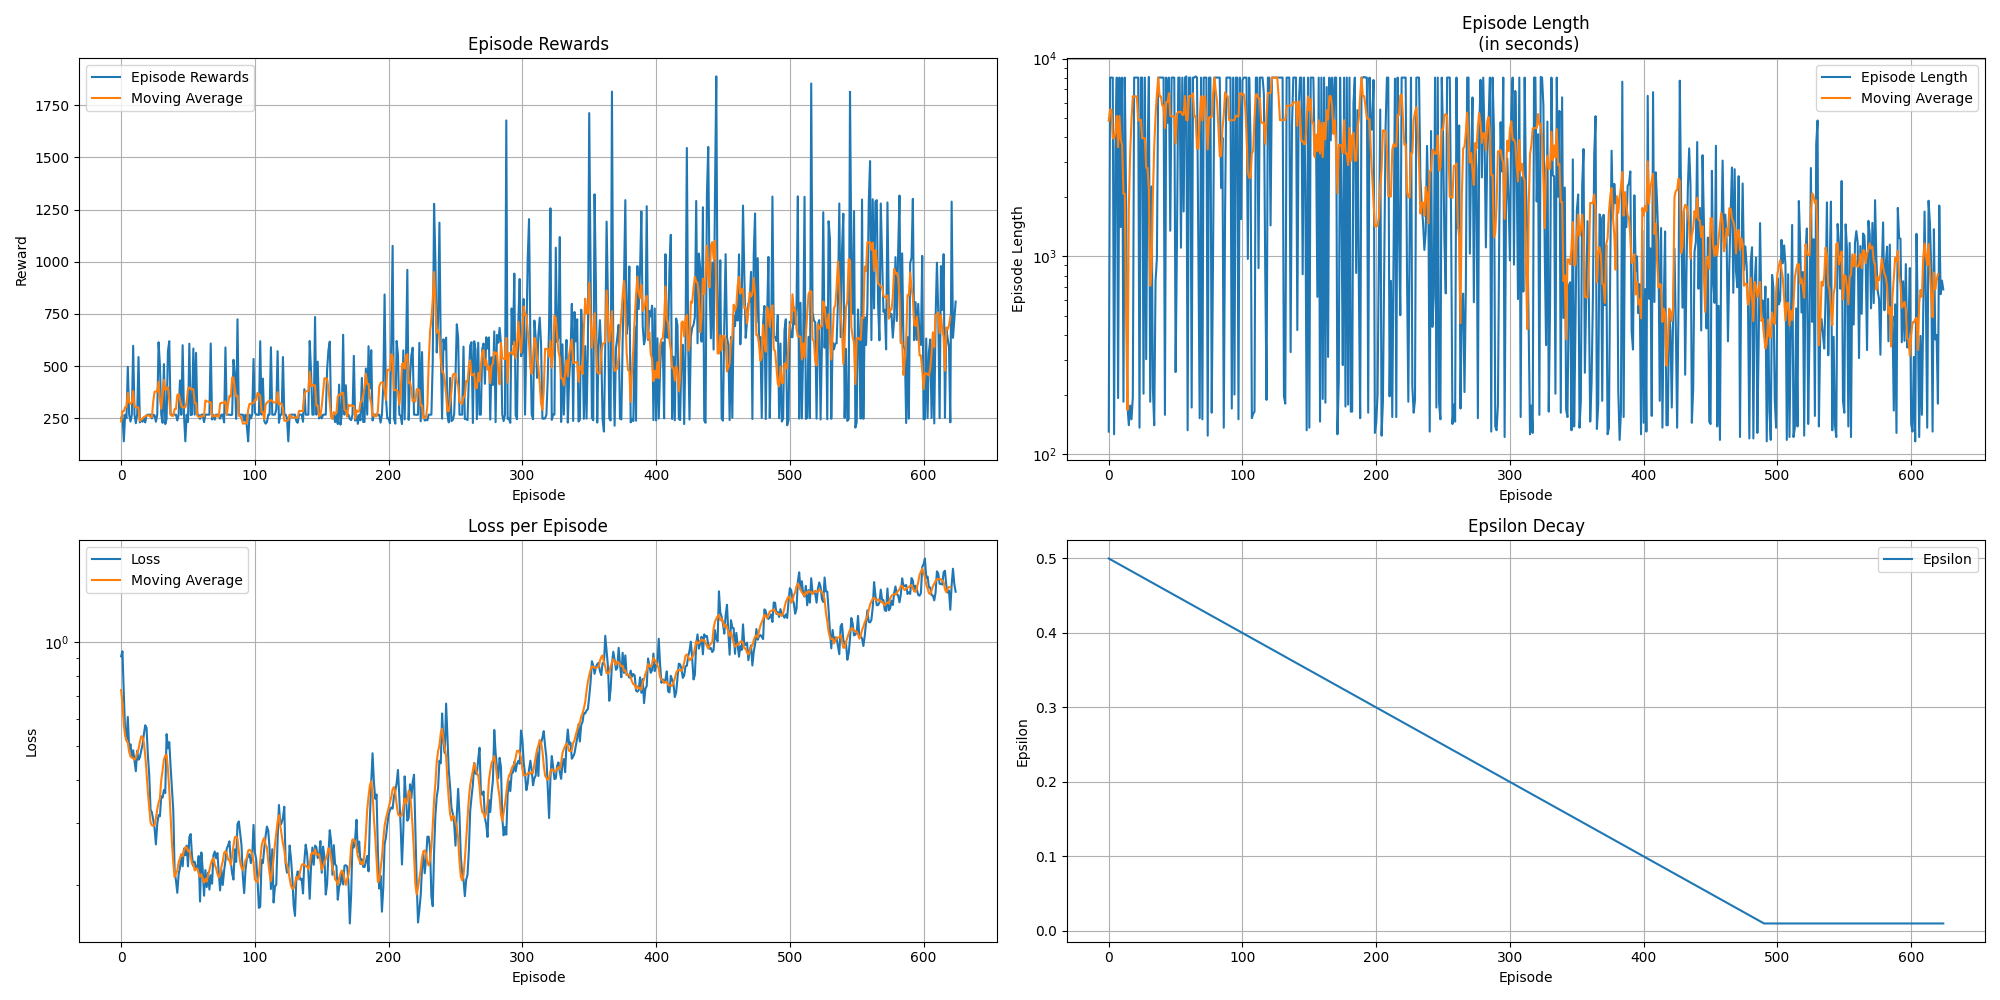 Episode Rewards
Episode Rewards
Moving Average
1750
1500
1250
1000
750
500
250
Reward
0 100 200 300 400 500 600
Episode
Episode Length
(in seconds)
Episode Length
Moving Average
10^4
10^3
10^2
Episode Length
0 100 200 300 400 500 600
Episode
Loss per Episode
Loss
Moving Average
10^0
Loss
0 100 200 300 400 500 600
Episode
Epsilon Decay
Epsilon
0.5
0.4
0.3
0.2
0.1
0.0
Epsilon
0 100 200 300 400 500 600
Episode